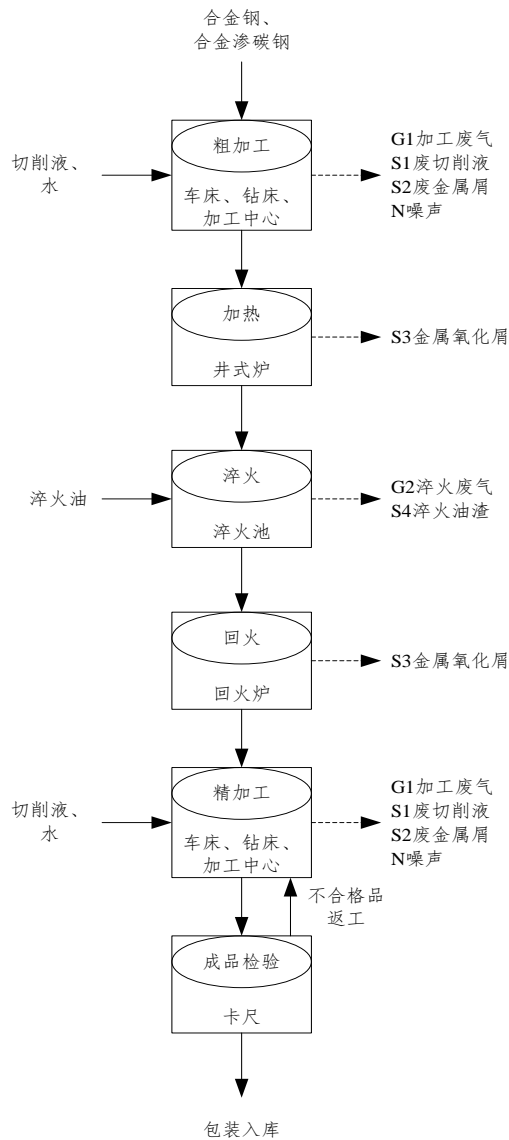 合金钢、
合金渗碳钢
粗加工
切削液、
水
车床、钻床、
加工中心
G1加工废气
S1废切削液
S2废金属屑
N噪声
加热
井式炉
S3金属氧化屑
淬火
淬火油
淬火池
G2淬火废气
S4淬火油渣
回火
回火炉
S3金属氧化屑
精加工
切削液、
水
车床、钻床、
加工中心
G1加工废气
S1废切削液
S2废金属屑
N噪声
不合格品
返工
成品检验
卡尺
包装入库